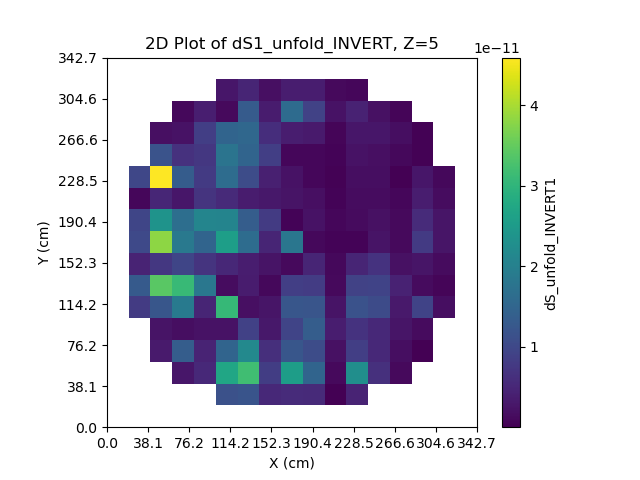 2D Plot of dS1_unfold_INVERT, Z=5
1e−11
342.7
304.6
266.6
228.5
190.4
152.3
114.2
76.2
38.1
0.0
Y (cm)
0.0 38.1 76.2 114.2 152.3 190.4 228.5 266.6 304.6 342.7
X (cm)
4
3
2
1
dS_unfold_INVERT1